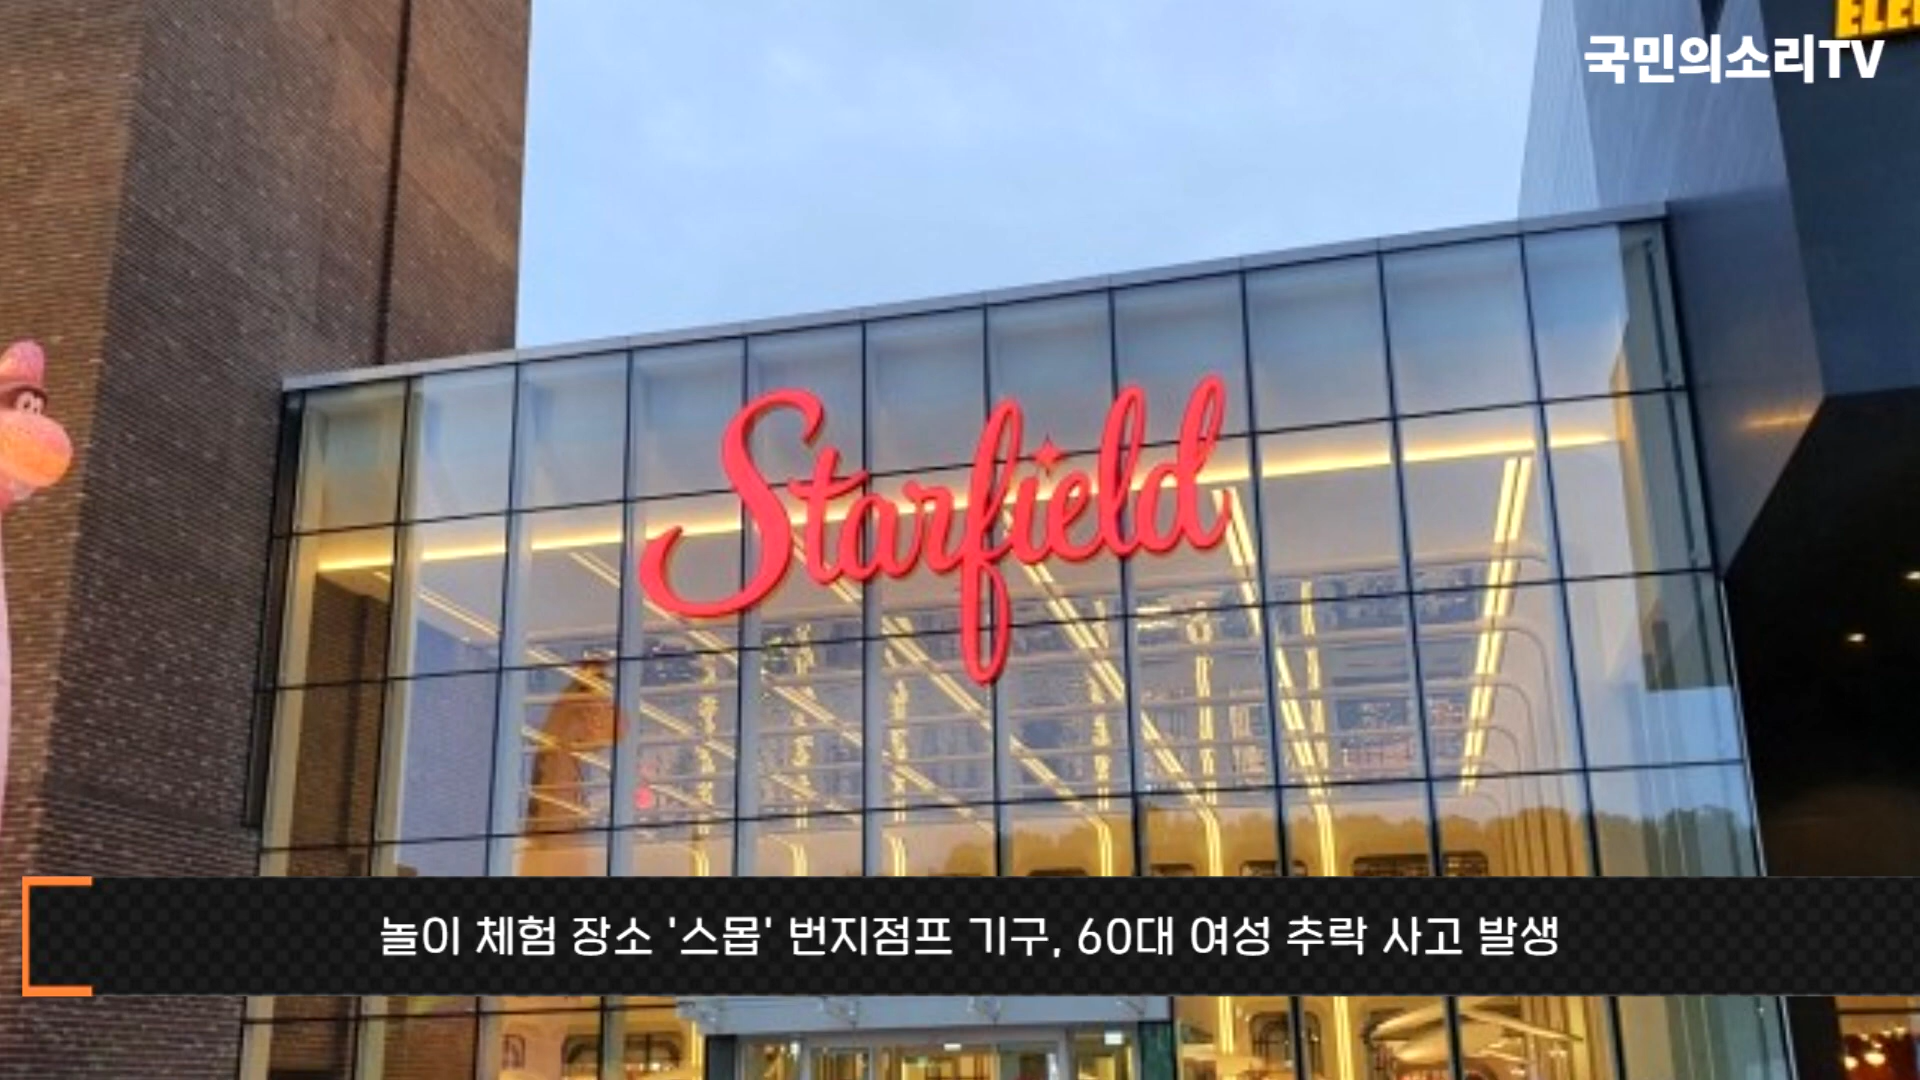 ELE
국민의소리TV
Starfield
놀이 체험 장소 '스몹' 번지점프 기구, 60대 여성 추락 사고 발생